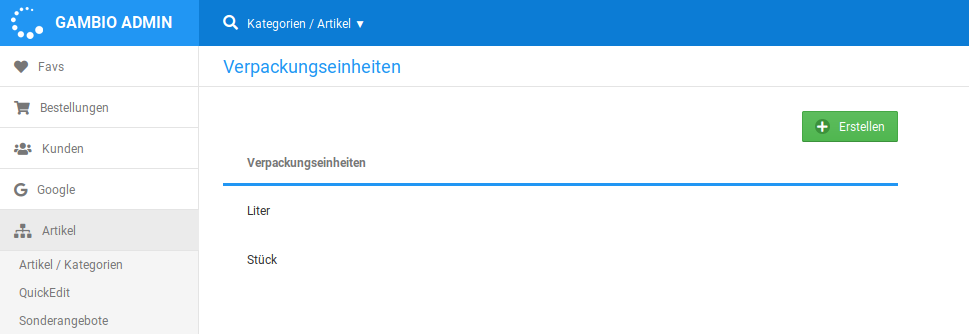 GAMBIO ADMIN
Kategorien / Artikel ▼
Favs
Bestellungen
Kunden
Google
Artikel
Artikel / Kategorien
QuickEdit
Sonderangebote
Verpackungseinheiten
Erstellen
Verpackungseinheiten
Liter
Stück